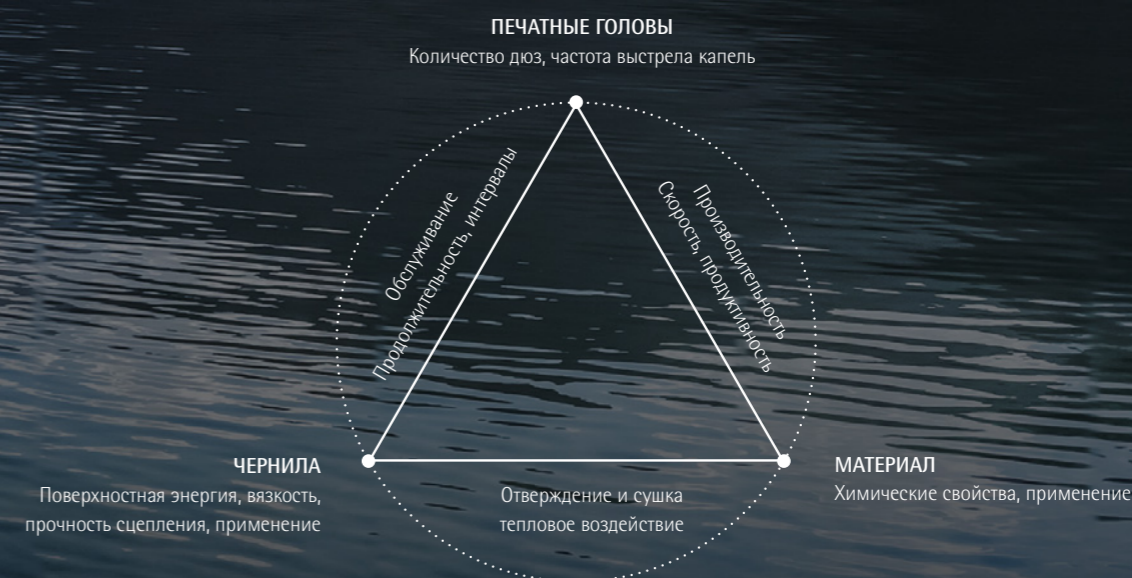 ПЕЧАТНЫЕ ГОЛОВЫ
Количество дюз, частота выстрела капель
Обслуживание
Продолжительность, интервалы
Производительность
Скорость, продуктивность
ЧЕРНИЛА
Поверхностная энергия, вязкость,
прочность сцепления, применение
Отверждение и сушка
тепловое воздействие
МАТЕРИАЛ
Химические свойства, применение